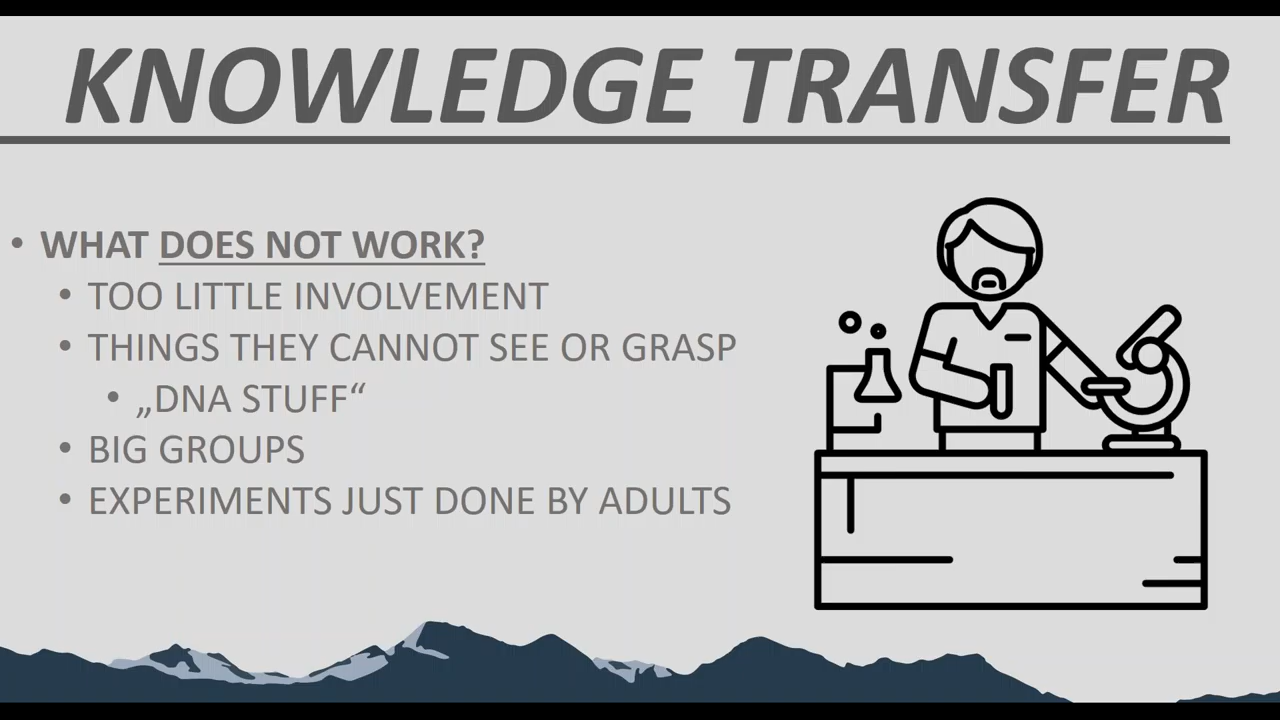 KNOWLEDGE TRANSFER
• WHAT DOES NOT WORK?
• TOO LITTLE INVOLVEMENT
• THINGS THEY CANNOT SEE OR GRASP
• „DNA STUFF“
• BIG GROUPS
• EXPERIMENTS JUST DONE BY ADULTS